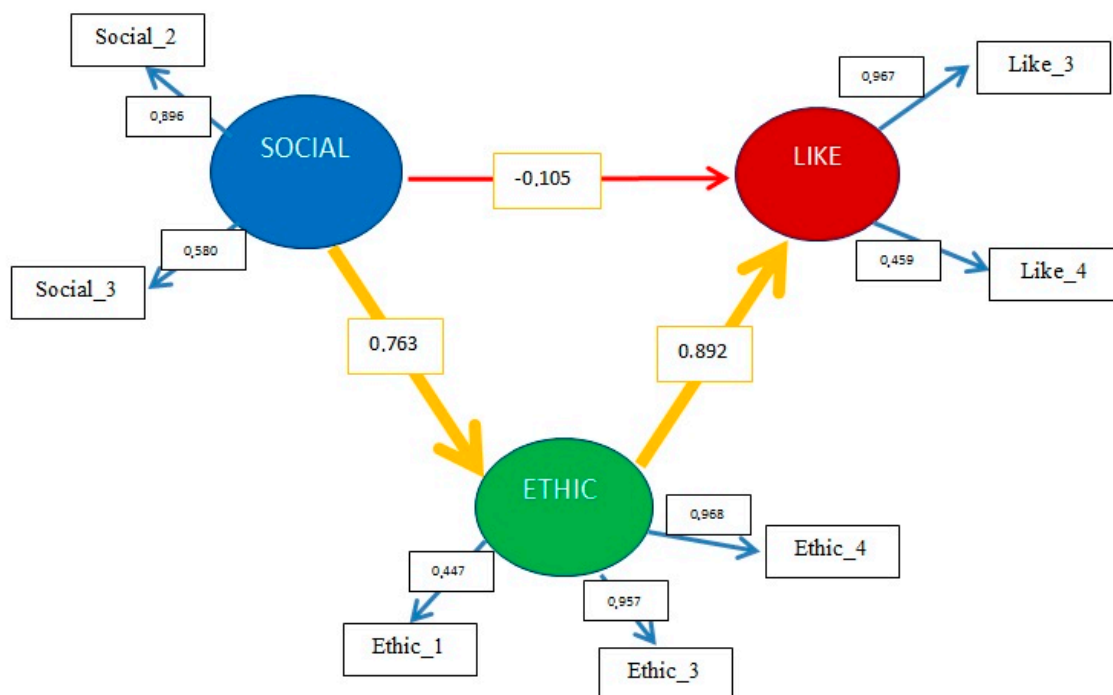 Social_2
Like_3
0,967
0,896
SOCIAL
LIKE
-0.105
0,580
0,459
Social_3
Like_4
0.763
0.892
ETHIC
0,968
Ethic_4
0,447
0,957
Ethic_1
Ethic_3